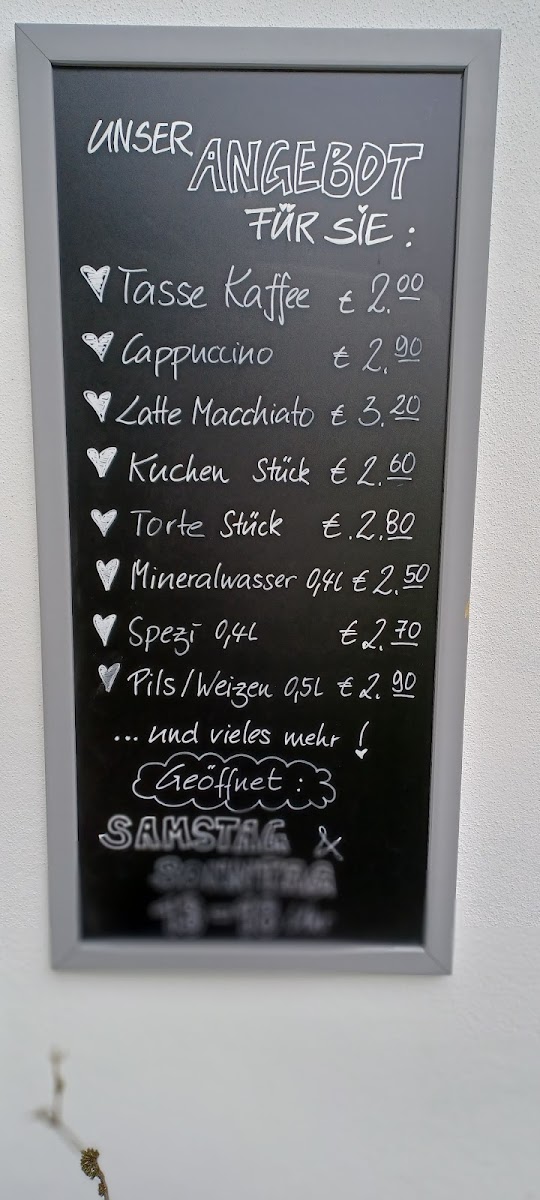 UNSER
ANGEBOT
FÜR SIE :
Tasse Kaffee € 2.00
Cappuccino € 2.90
Latte Macchiato € 3.20
Kuchen Stück € 2.60
Torte Stück €.2.80
Mineralwasser 0,4l € 2.50
Spezi 0,4L € 2.70
Pils/Weizen 0,5L € 2.90
... und vieles mehr !
Geöffnet :
SAMSTAG &
SONNTAG
Uhr